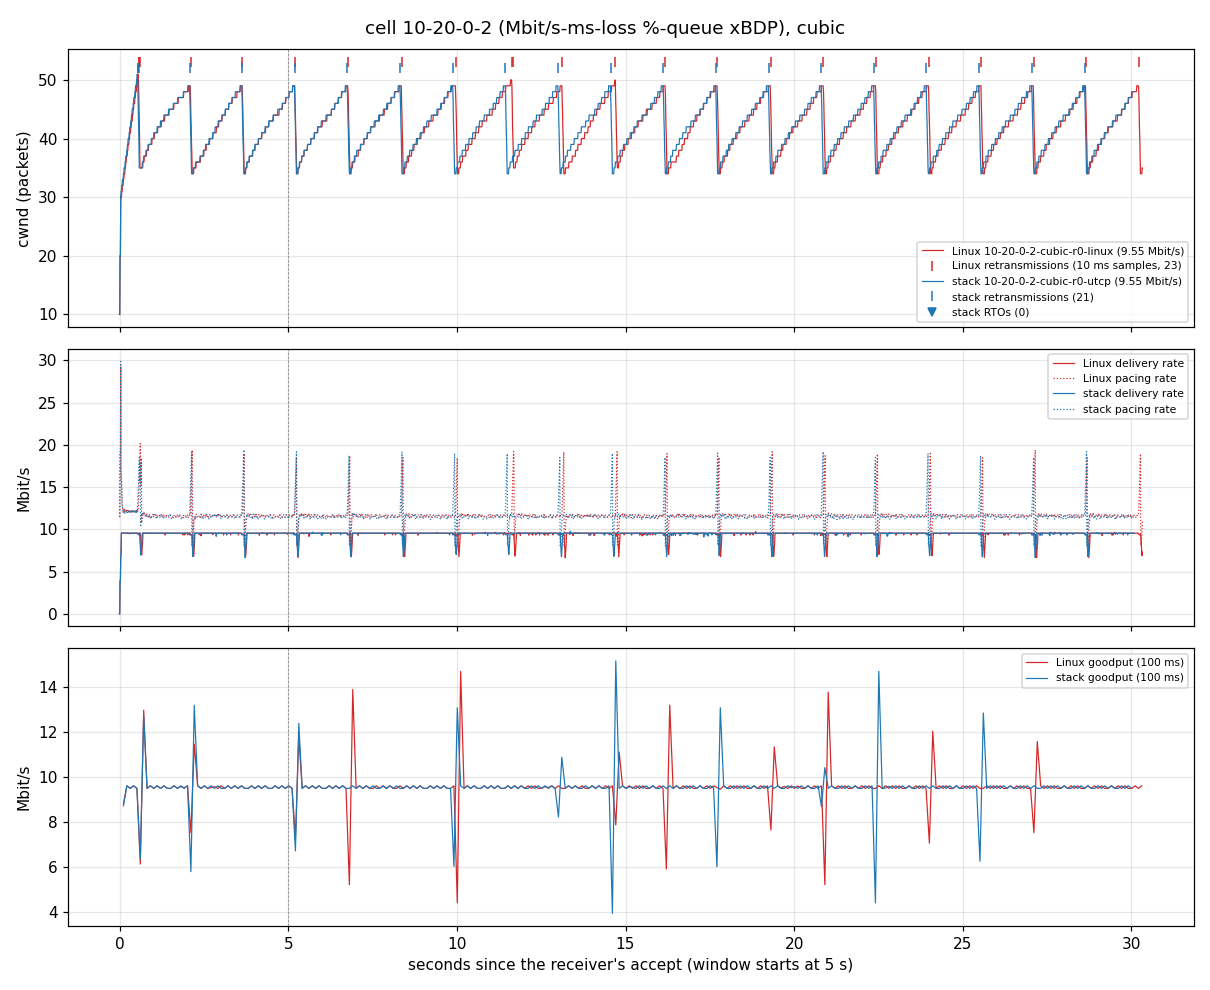 cell 10-20-0-2 (Mbit/s-ms-loss %-queue xBDP), cubic
50
40
30
20
10
cwnd (packets)
Linux 10-20-0-2-cubic-r0-linux (9.55 Mbit/s)
Linux retransmissions (10 ms samples, 23)
stack 10-20-0-2-cubic-r0-utcp (9.55 Mbit/s)
stack retransmissions (21)
stack RTOs (0)
30
25
20
15
10
5
0
Mbit/s
Linux delivery rate
Linux pacing rate
stack delivery rate
stack pacing rate
14
12
10
8
6
4
Mbit/s
Linux goodput (100 ms)
stack goodput (100 ms)
0 5 10 15 20 25 30
seconds since the receiver's accept (window starts at 5 s)